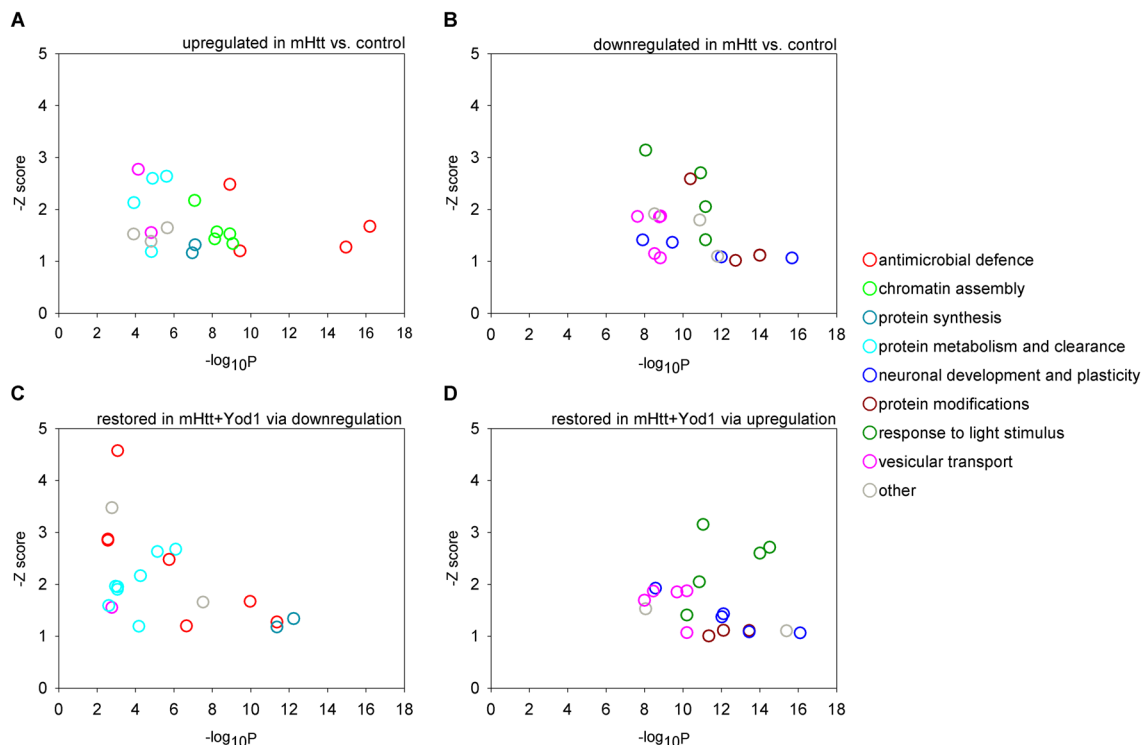 A
upregulated in mHtt vs. control
5
4
3
2
1
0
-Z score
0 2 4 6 8 10 12 14 16 18
-log10P
B
downregulated in mHtt vs. control
5
4
3
2
1
0
-Z score
0 2 4 6 8 10 12 14 16 18
-log10P
C
restored in mHtt+Yod1 via downregulation
5
4
3
2
1
0
-Z score
0 2 4 6 8 10 12 14 16 18
-log10P
D
restored in mHtt+Yod1 via upregulation
5
4
3
2
1
0
-Z score
0 2 4 6 8 10 12 14 16 18
-log10P
antimicrobial defence
chromatin assembly
protein synthesis
protein metabolism and clearance
neuronal development and plasticity
protein modifications
response to light stimulus
vesicular transport
other